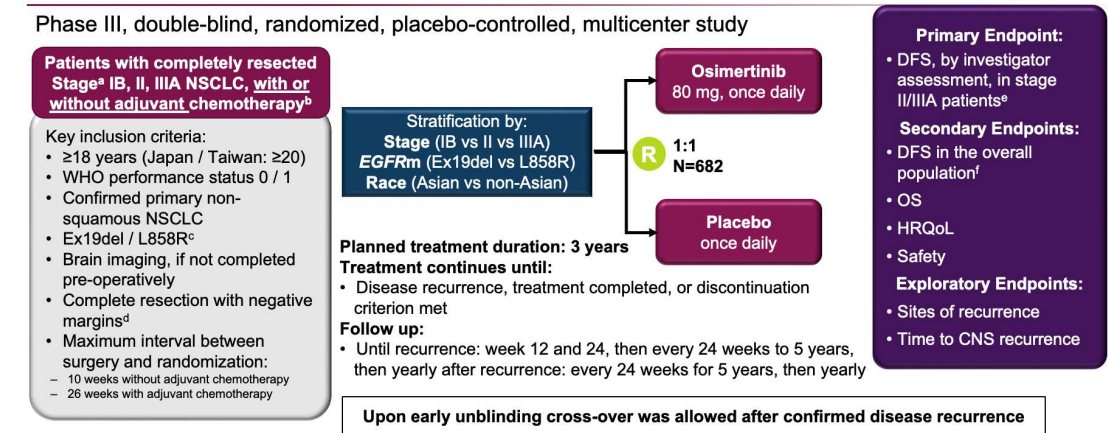 Phase III, double-blind, randomized, placebo-controlled, multicenter study
Patients with completely resected
Stageᵃ IB, II, IIIA NSCLC, with or
without adjuvant chemotherapyᵇ
Key inclusion criteria:
• ≥18 years (Japan / Taiwan: ≥20)
• WHO performance status 0 / 1
• Confirmed primary non-
squamous NSCLC
• Ex19del / L858Rᶜ
• Brain imaging, if not completed
pre-operatively
• Complete resection with negative
marginsᵈ
• Maximum interval between
surgery and randomization:
– 10 weeks without adjuvant chemotherapy
– 26 weeks with adjuvant chemotherapy
Stratification by:
Stage (IB vs II vs IIIA)
EGFRm (Ex19del vs L858R)
Race (Asian vs non-Asian)
R
1:1
N=682
Osimertinib
80 mg, once daily
Placebo
once daily
Planned treatment duration: 3 years
Treatment continues until:
• Disease recurrence, treatment completed, or discontinuation
criterion met
Follow up:
• Until recurrence: week 12 and 24, then every 24 weeks to 5 years,
then yearly after recurrence: every 24 weeks for 5 years, then yearly
Upon early unblinding cross-over was allowed after confirmed disease recurrence
Primary Endpoint:
• DFS, by investigator
assessment, in stage
II/IIIA patientsᵉ
Secondary Endpoints:
• DFS in the overall
populationᶠ
• OS
• HRQoL
• Safety
Exploratory Endpoints:
• Sites of recurrence
• Time to CNS recurrence